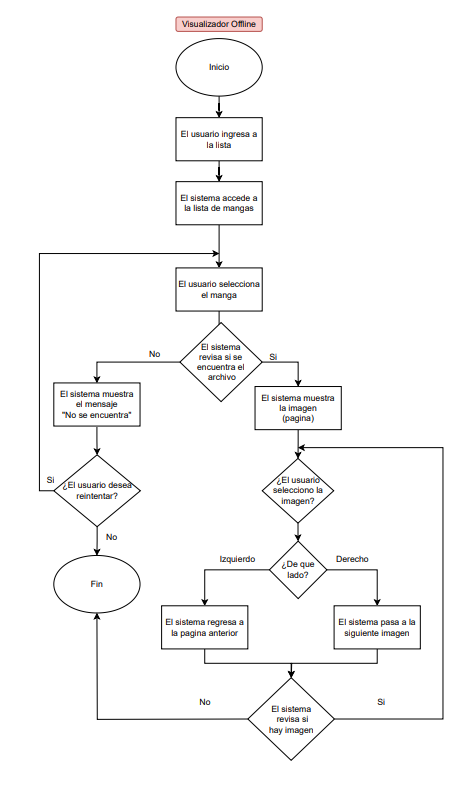 Visualizador Offline
Inicio
El usuario ingresa a
la lista
El sistema accede a
la lista de mangas
El usuario selecciona
el manga
El sistema
revisa si se
encuentra el
archivo
No
Si
El sistema muestra
el mensaje
"No se encuentra"
El sistema muestra
la imagen
(pagina)
Si
¿El usuario desea
reintentar?
¿El usuario
selecciono la
imagen?
No
Izquierdo
¿De que
lado?
Derecho
Fin
El sistema regresa a
la pagina anterior
El sistema pasa a la
siguiente imagen
No
El sistema
revisa si
hay imagen
Si